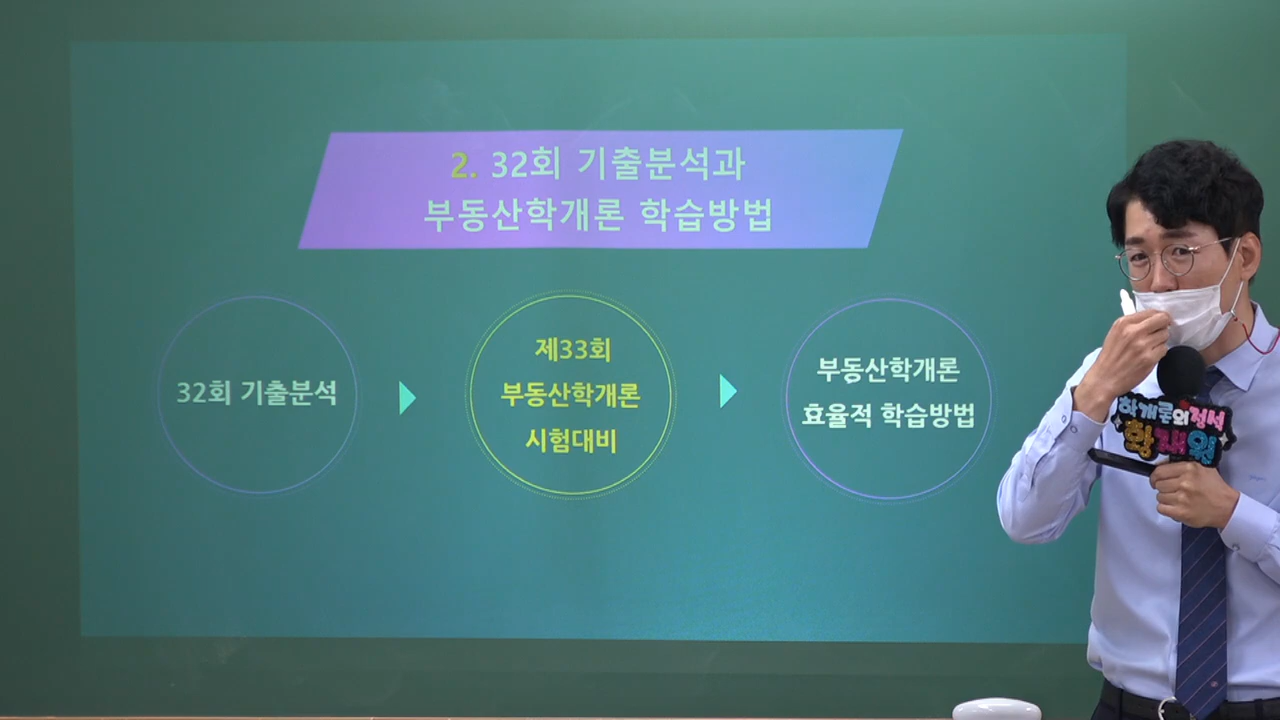 2. 32회 기출분석과
부동산학개론 학습방법
32회 기출분석
제33회
부동산학개론
시험대비
부동산학개론
효율적 학습방법
학개론의정석
황재원